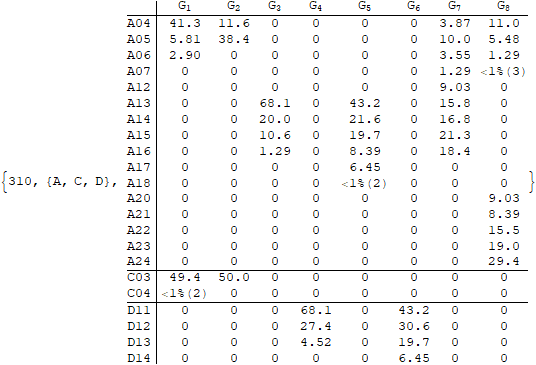 G1 G2 G3 G4 G5 G6 G7 G8
A04 41.3 11.6 0 0 0 0 3.87 11.0
A05 5.81 38.4 0 0 0 0 10.0 5.48
A06 2.90 0 0 0 0 0 3.55 1.29
A07 0 0 0 0 0 0 1.29 <1%(3)
A12 0 0 0 0 0 0 9.03 0
A13 0 0 68.1 0 43.2 0 15.8 0
A14 0 0 20.0 0 21.6 0 16.8 0
A15 0 0 10.6 0 19.7 0 21.3 0
A16 0 0 1.29 0 8.39 0 18.4 0
A17 0 0 0 0 6.45 0 0 0
{310, {A, C, D}, A18 0 0 0 0 <1%(2) 0 0 0 }
A20 0 0 0 0 0 0 0 9.03
A21 0 0 0 0 0 0 0 8.39
A22 0 0 0 0 0 0 0 15.5
A23 0 0 0 0 0 0 0 19.0
A24 0 0 0 0 0 0 0 29.4
C03 49.4 50.0 0 0 0 0 0 0
C04 <1%(2) 0 0 0 0 0 0 0
D11 0 0 0 68.1 0 43.2 0 0
D12 0 0 0 27.4 0 30.6 0 0
D13 0 0 0 4.52 0 19.7 0 0
D14 0 0 0 0 0 6.45 0 0